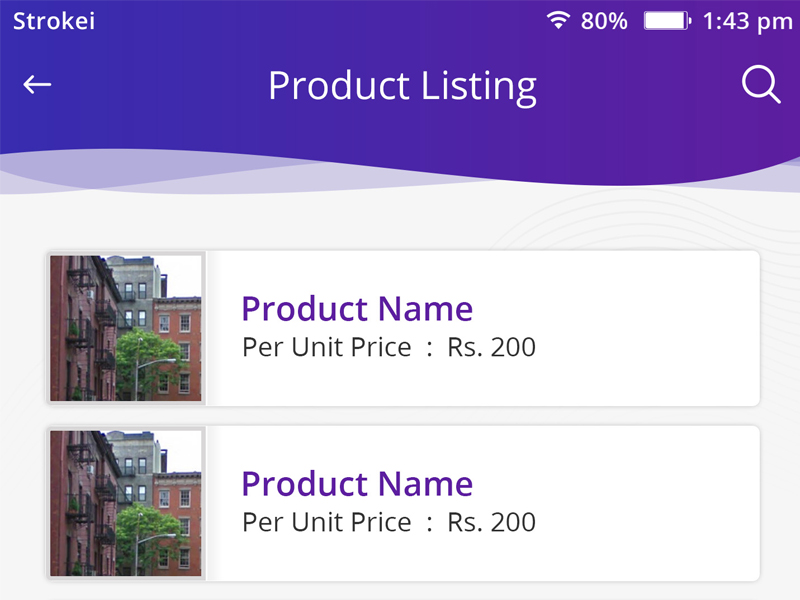 Strokei 80% 1:43 pm
Product Listing
Product Name
Per Unit Price : Rs. 200
Product Name
Per Unit Price : Rs. 200